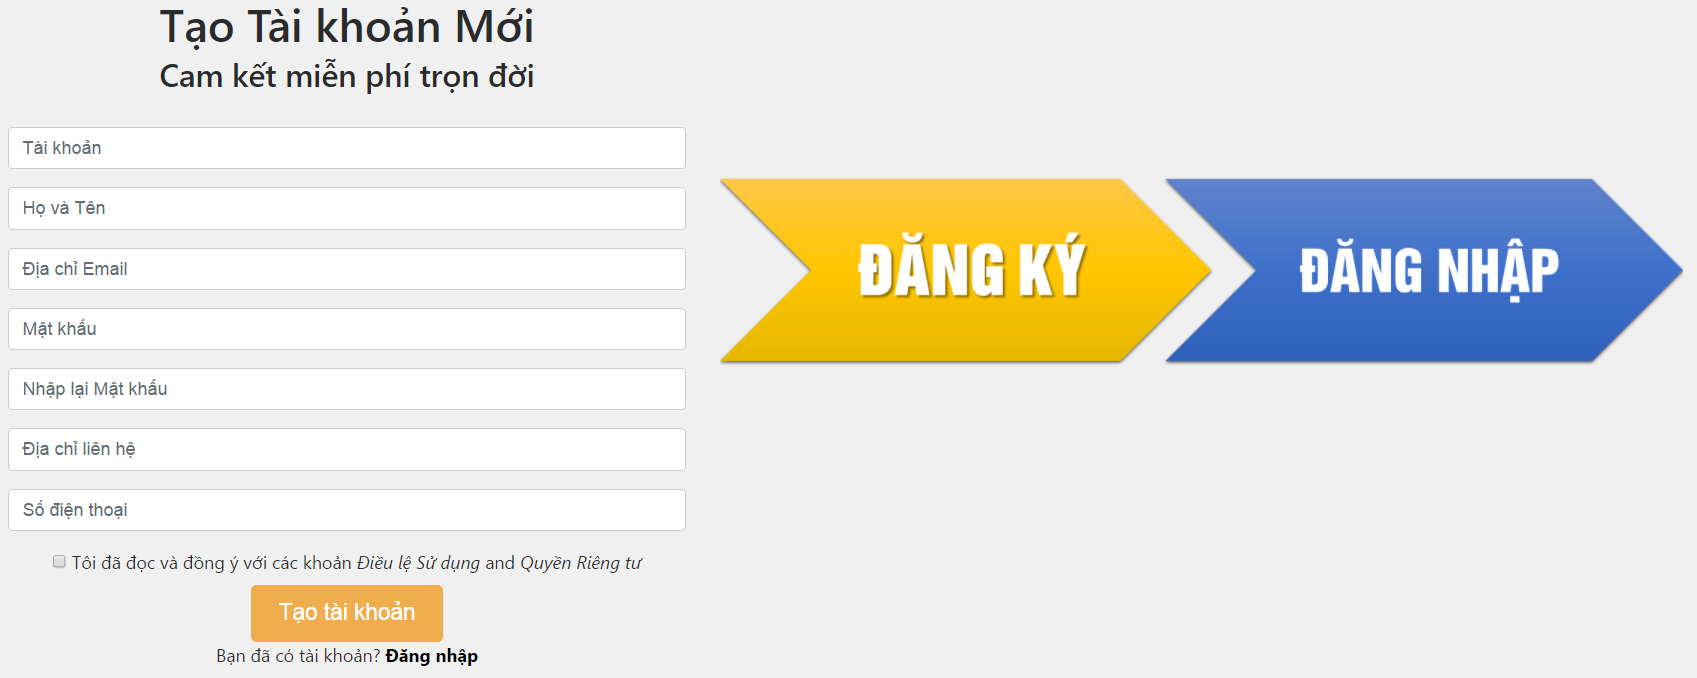 Tạo Tài khoản Mới
Cam kết miễn phí trọn đời
Tài khoản
Họ và Tên
Địa chỉ Email
Mật khẩu
Nhập lại Mật khẩu
Địa chỉ liên hệ
Số điện thoại
Tôi đã đọc và đồng ý với các khoản Điều lệ Sử dụng and Quyền Riêng tư
Tạo tài khoản
Bạn đã có tài khoản? Đăng nhập
ĐĂNG KÝ
ĐĂNG NHẬP